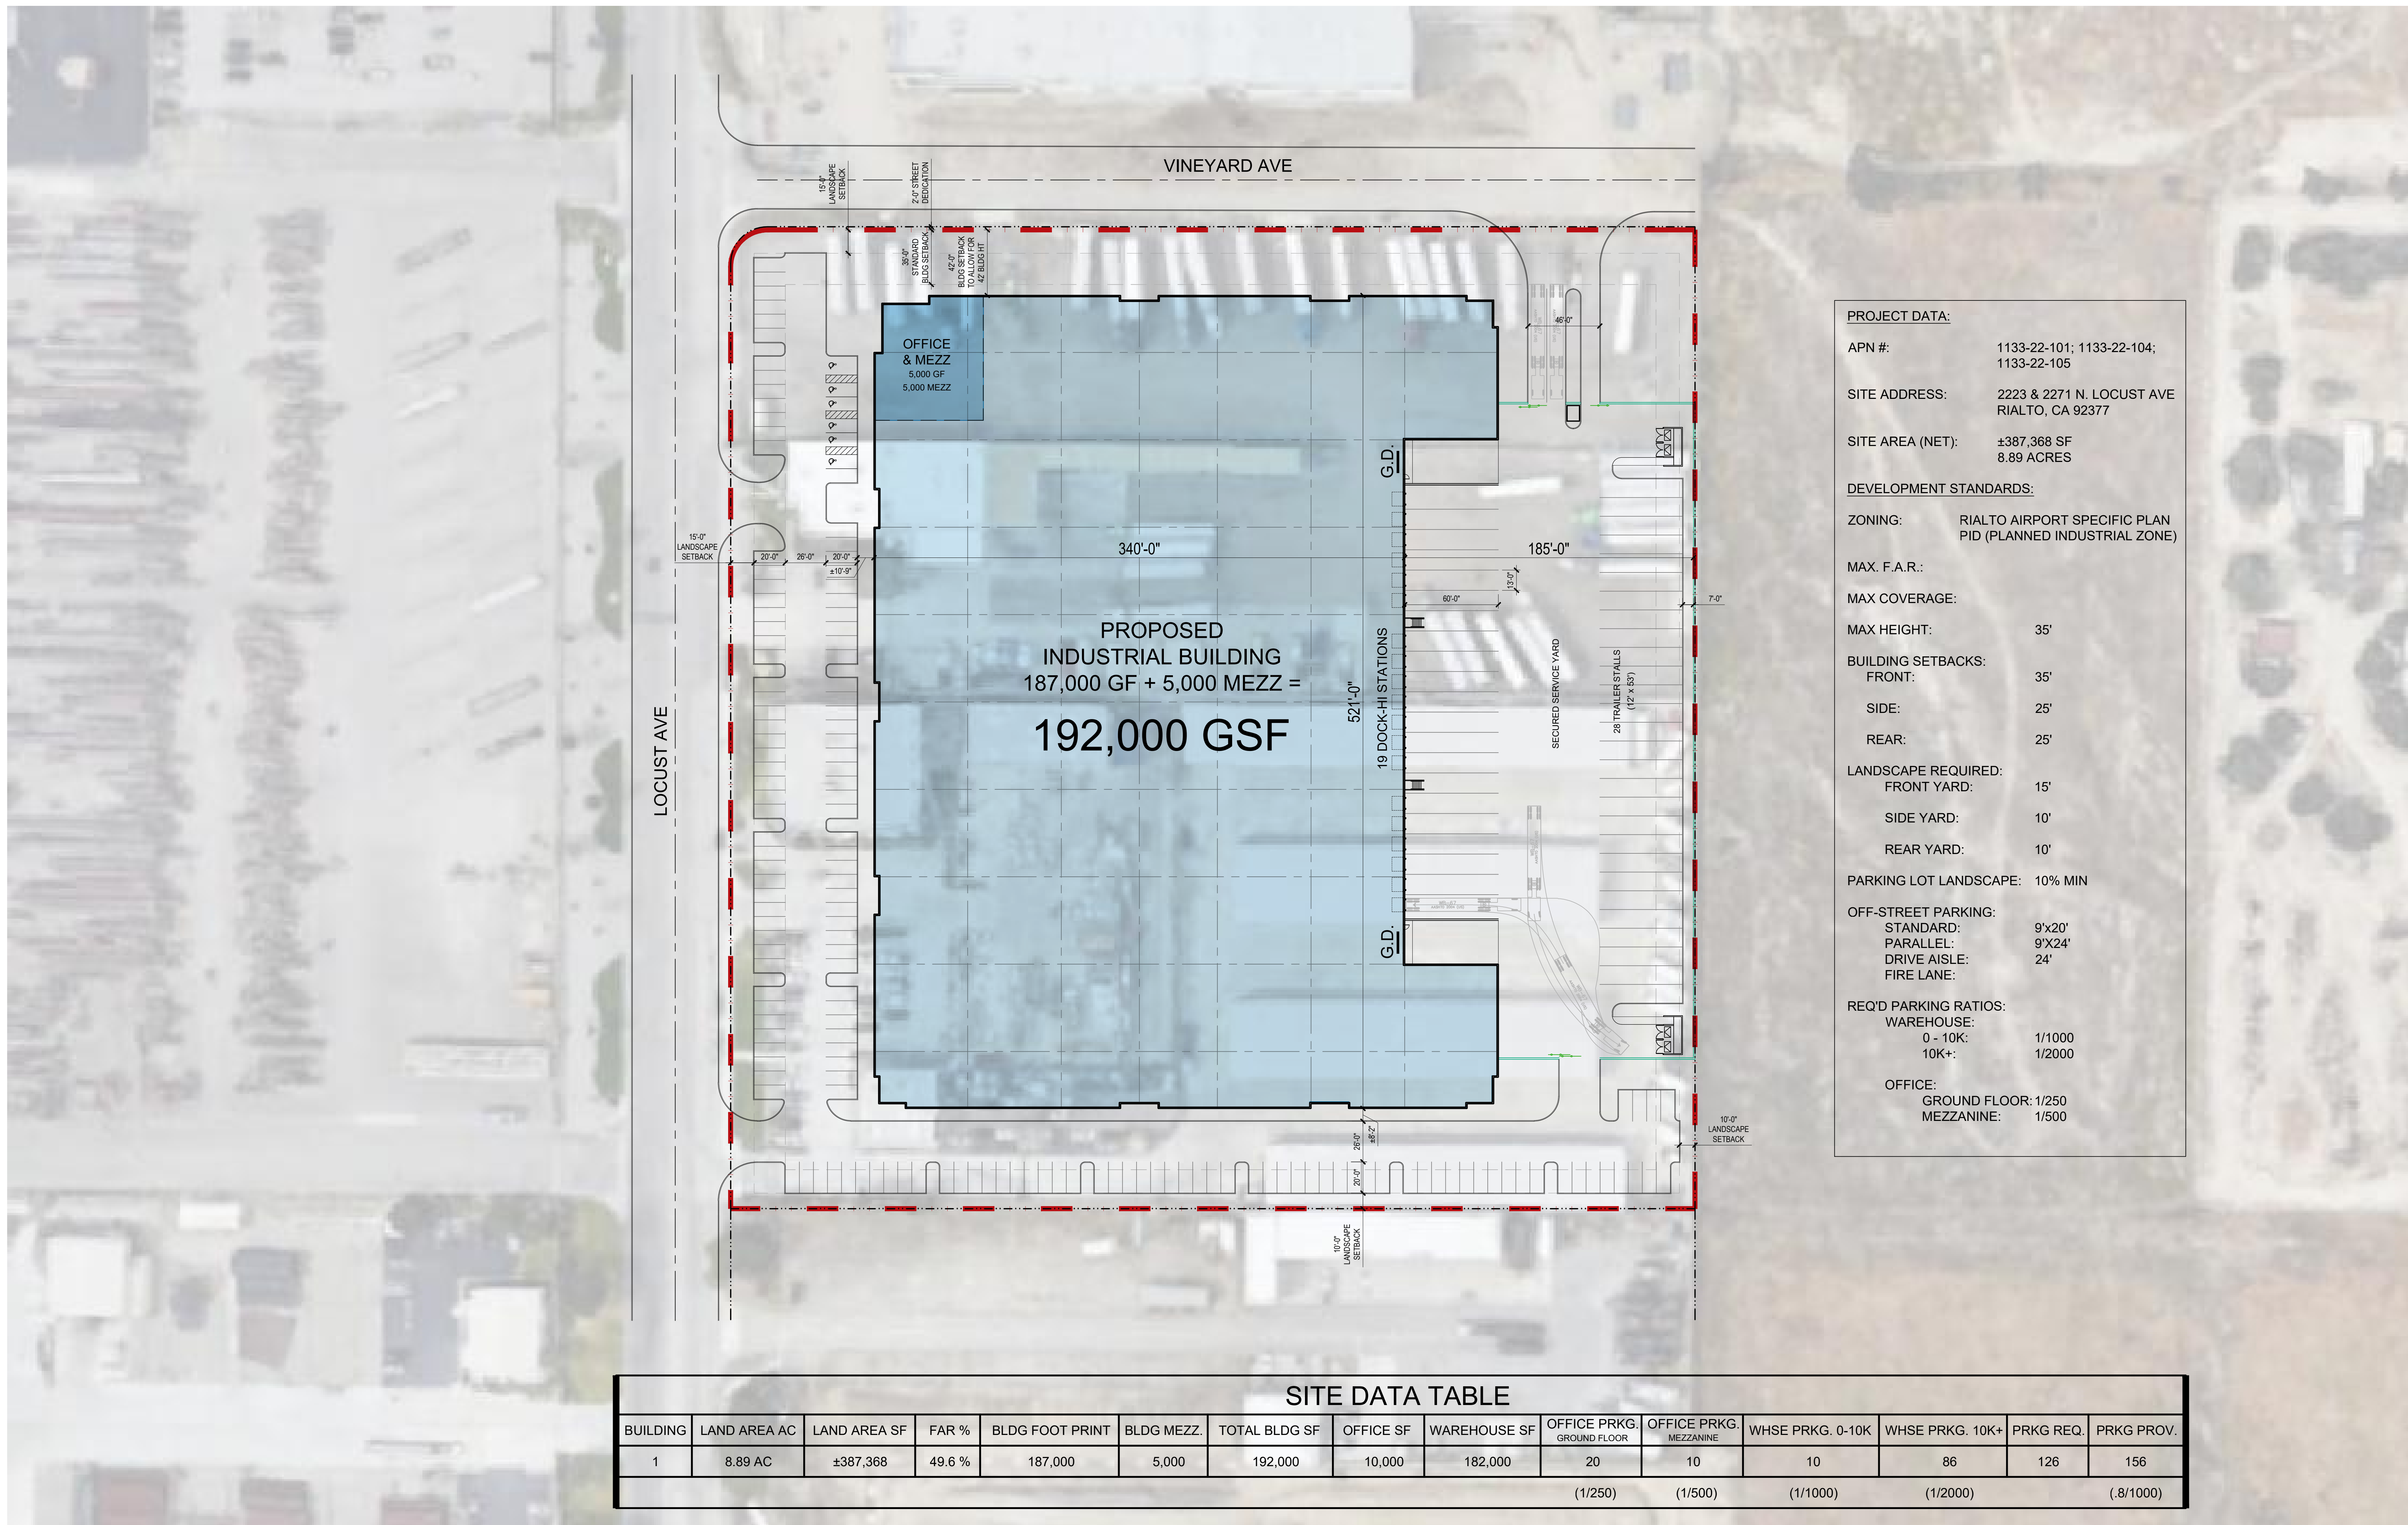 VINEYARD AVE
15'-0"
LANDSCAPE
SETBACK
2'-0" STREET
DEDICATION
35'-0"
STANDARD
BLDG SETBACK
42'-0"
BLDG SETBACK
TO ALLOW FOR
42' BLDG HT
OFFICE
& MEZZ
5,000 GF
5,000 MEZZ
46'-0"
G.D.
15'-0"
LANDSCAPE
SETBACK
20'-0"
26'-0"
20'-0"
±10'-9"
340'-0"
185'-0"
13'-0"
60'-0"
7'-0"
PROPOSED
INDUSTRIAL BUILDING
187,000 GF + 5,000 MEZZ =
192,000 GSF
521'-0"
19 DOCK-HI STATIONS
SECURED SERVICE YARD
28 TRAILER STALLS
(12' x 53')
LOCUST AVE
G.D.
10'-0"
LANDSCAPE
SETBACK
26'-0"
±8'-2"
20'-0"
10'-0"
LANDSCAPE
SETBACK
PROJECT DATA:
APN #: 1133-22-101; 1133-22-104;
1133-22-105
SITE ADDRESS: 2223 & 2271 N. LOCUST AVE
RIALTO, CA 92377
SITE AREA (NET): ±387,368 SF
8.89 ACRES
DEVELOPMENT STANDARDS:
ZONING: RIALTO AIRPORT SPECIFIC PLAN
PID (PLANNED INDUSTRIAL ZONE)
MAX. F.A.R.:
MAX COVERAGE:
MAX HEIGHT: 35'
BUILDING SETBACKS:
FRONT: 35'
SIDE: 25'
REAR: 25'
LANDSCAPE REQUIRED:
FRONT YARD: 15'
SIDE YARD: 10'
REAR YARD: 10'
PARKING LOT LANDSCAPE: 10% MIN
OFF-STREET PARKING:
STANDARD: 9'x20'
PARALLEL: 9'X24'
DRIVE AISLE: 24'
FIRE LANE:
REQ'D PARKING RATIOS:
WAREHOUSE:
0 - 10K: 1/1000
10K+: 1/2000
OFFICE:
GROUND FLOOR: 1/250
MEZZANINE: 1/500
SITE DATA TABLE
BUILDING LAND AREA AC LAND AREA SF FAR % BLDG FOOT PRINT BLDG MEZZ. TOTAL BLDG SF OFFICE SF WAREHOUSE SF OFFICE PRKG. GROUND FLOOR OFFICE PRKG. MEZZANINE WHSE PRKG. 0-10K WHSE PRKG. 10K+ PRKG REQ. PRKG PROV.
1 8.89 AC ±387,368 49.6 % 187,000 5,000 192,000 10,000 182,000 20 10 10 86 126 156
(1/250) (1/500) (1/1000) (1/2000) (.8/1000)